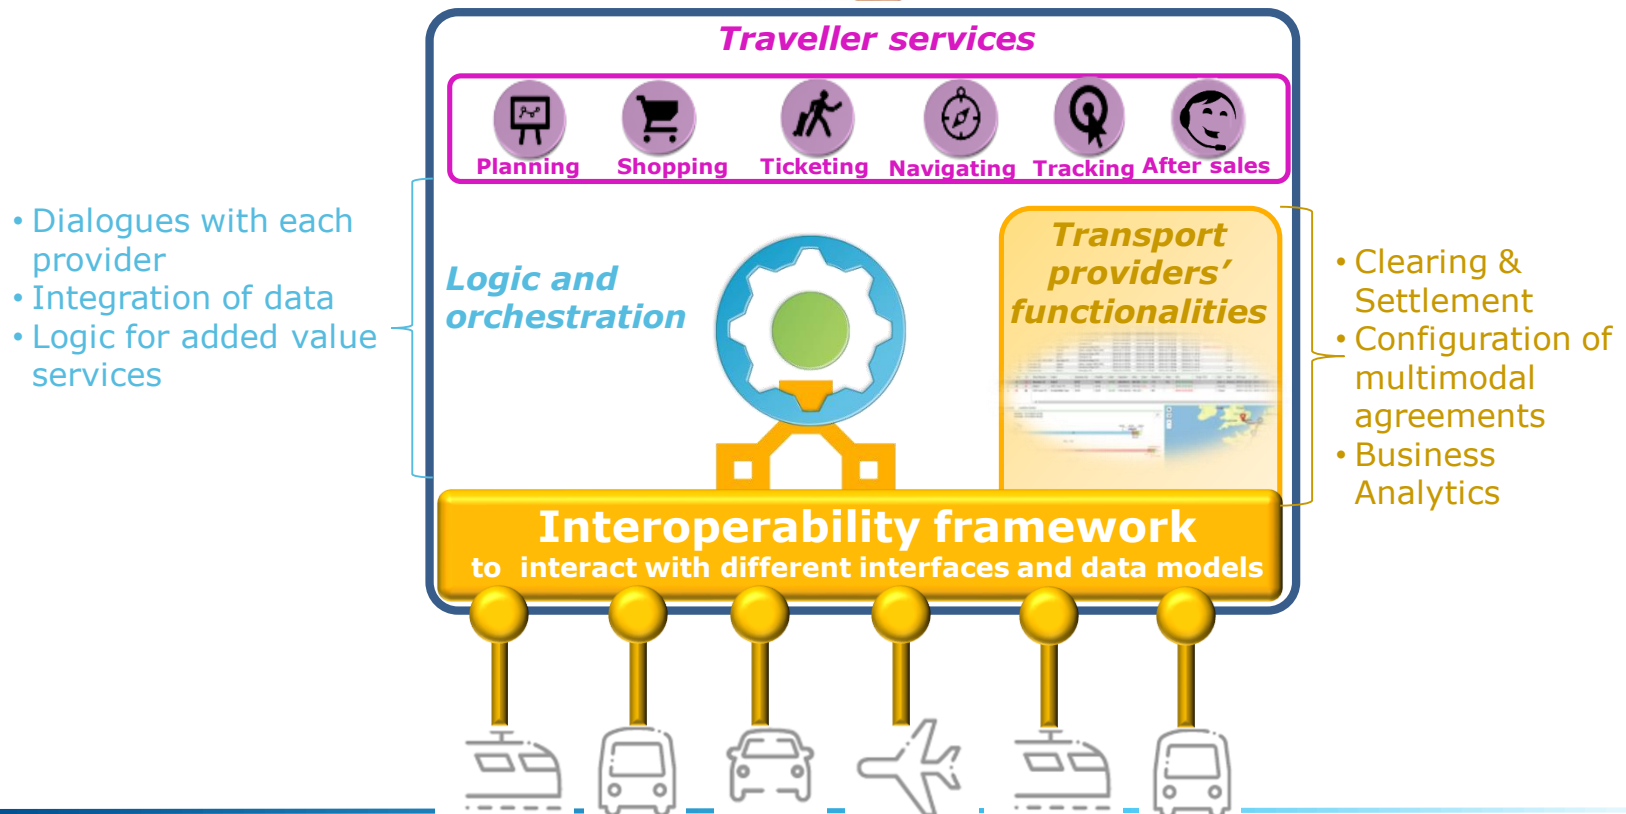 Traveller services
Planning
Shopping
Ticketing
Navigating
Tracking
After sales
• Dialogues with each
provider
• Integration of data
• Logic for added value
services
Logic and
orchestration
Transport
providers’
functionalities
• Clearing &
Settlement
• Configuration of
multimodal
agreements
• Business
Analytics
Interoperability framework
to interact with different interfaces and data models